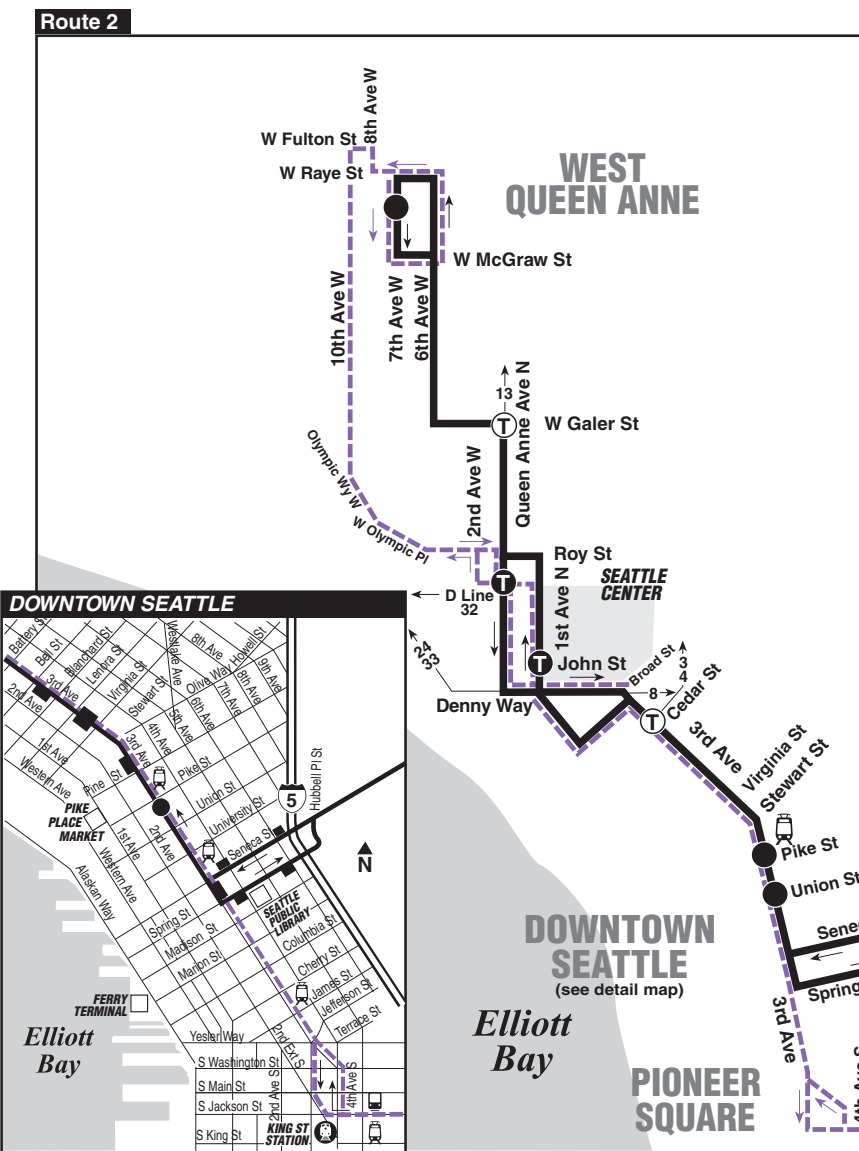 Route 2
8th Ave W
W Fulton St
W Raye St
WEST
QUEEN ANNE
W McGraw St
10th Ave W
7th Ave W
6th Ave W
13
Queen Anne Ave N
T
W Galer St
Olympic Wy W
W Olympic Pl
2nd Ave W
Roy St
T
1st Ave N
SEATTLE
CENTER
D Line
32
24
33
T
John St
Broad St
3
4
8
Denny Way
T
Cedar St
3rd Ave
Virginia St
Stewart St
Pike St
Union St
DOWNTOWN
SEATTLE
(see detail map)
Spring
3rd Ave
Elliott
Bay
PIONEER
SQUARE
DOWNTOWN SEATTLE
Battery St
Bell St
Blanchard St
Lenora St
Virginia St
Stewart St
Westlake Ave
8th Ave
Olive Way
Howell St
9th Ave
8th Ave
7th Ave
6th Ave
5th Ave
4th Ave
3rd Ave
3rd Ave
2nd Ave
1st Ave
Western Ave
Pine St
Pike St
Union St
University St
Seneca St
5
Hubbell Pl St
N
PIKE
PLACE
MARKET
1st Ave
2nd Ave
Western Ave
Alaskan Way
SEATTLE
PUBLIC
LIBRARY
Spring St
Madison St
Marion St
Columbia St
Cherry St
James St
Jefferson St
Terrace St
FERRY
TERMINAL
Elliott
Bay
Yesler Way
2nd Ext S
S Washington St
S Main St
S Jackson St
S King St
2nd Ave S
4th Ave S
KING ST
STATION